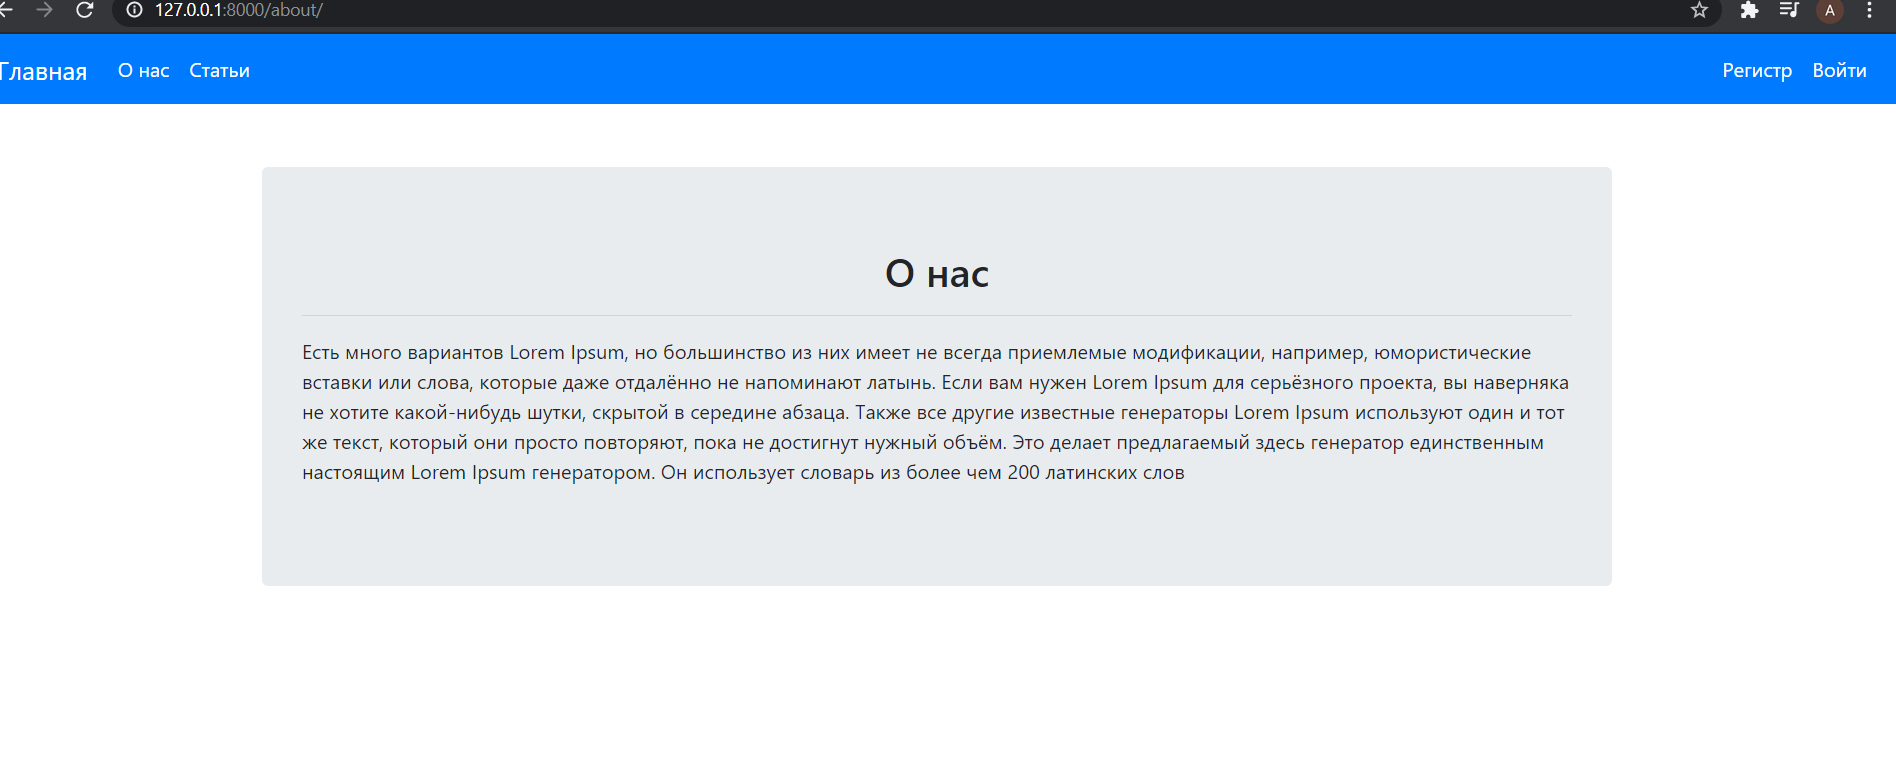 127.0.0.1:8000/about/
A
Главная О нас Статьи Регистр Войти
О нас
Есть много вариантов Lorem Ipsum, но большинство из них имеет не всегда приемлемые модификации, например, юмористические
вставки или слова, которые даже отдалённо не напоминают латынь. Если вам нужен Lorem Ipsum для серьёзного проекта, вы наверняка
не хотите какой-нибудь шутки, скрытой в середине абзаца. Также все другие известные генераторы Lorem Ipsum используют один и тот
же текст, который они просто повторяют, пока не достигнут нужный объём. Это делает предлагаемый здесь генератор единственным
настоящим Lorem Ipsum генератором. Он использует словарь из более чем 200 латинских слов